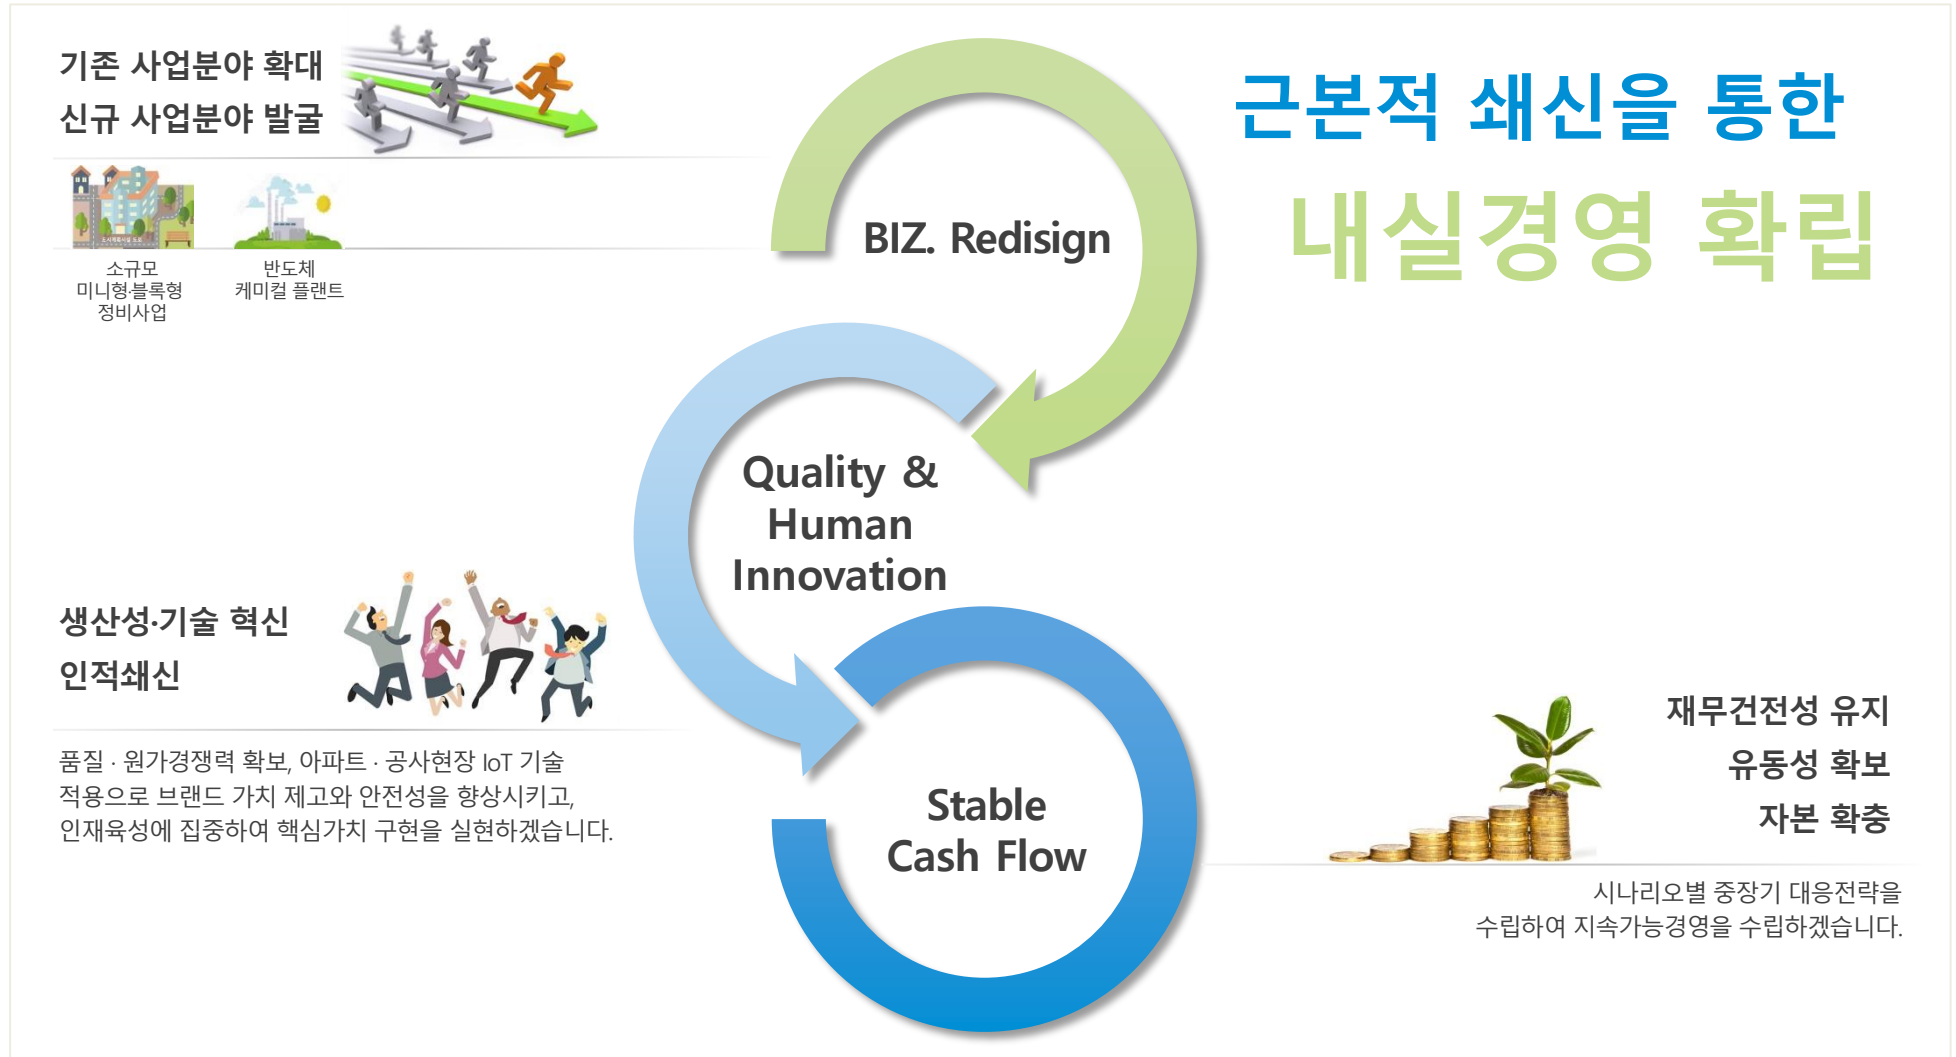 기존 사업분야 확대
신규 사업분야 발굴
소규모
미니형·블록형
정비사업
반도체
케미컬 플랜트
근본적 쇄신을 통한
내실경영 확립
BIZ. Redisign
Quality &
Human
Innovation
생산성·기술 혁신
인적쇄신
품질 · 원가경쟁력 확보, 아파트 · 공사현장 IoT 기술
적용으로 브랜드 가치 제고와 안전성을 향상시키고,
인재육성에 집중하여 핵심가치 구현을 실현하겠습니다.
Stable
Cash Flow
재무건전성 유지
유동성 확보
자본 확충
시나리오별 중장기 대응전략을
수립하여 지속가능경영을 수립하겠습니다.